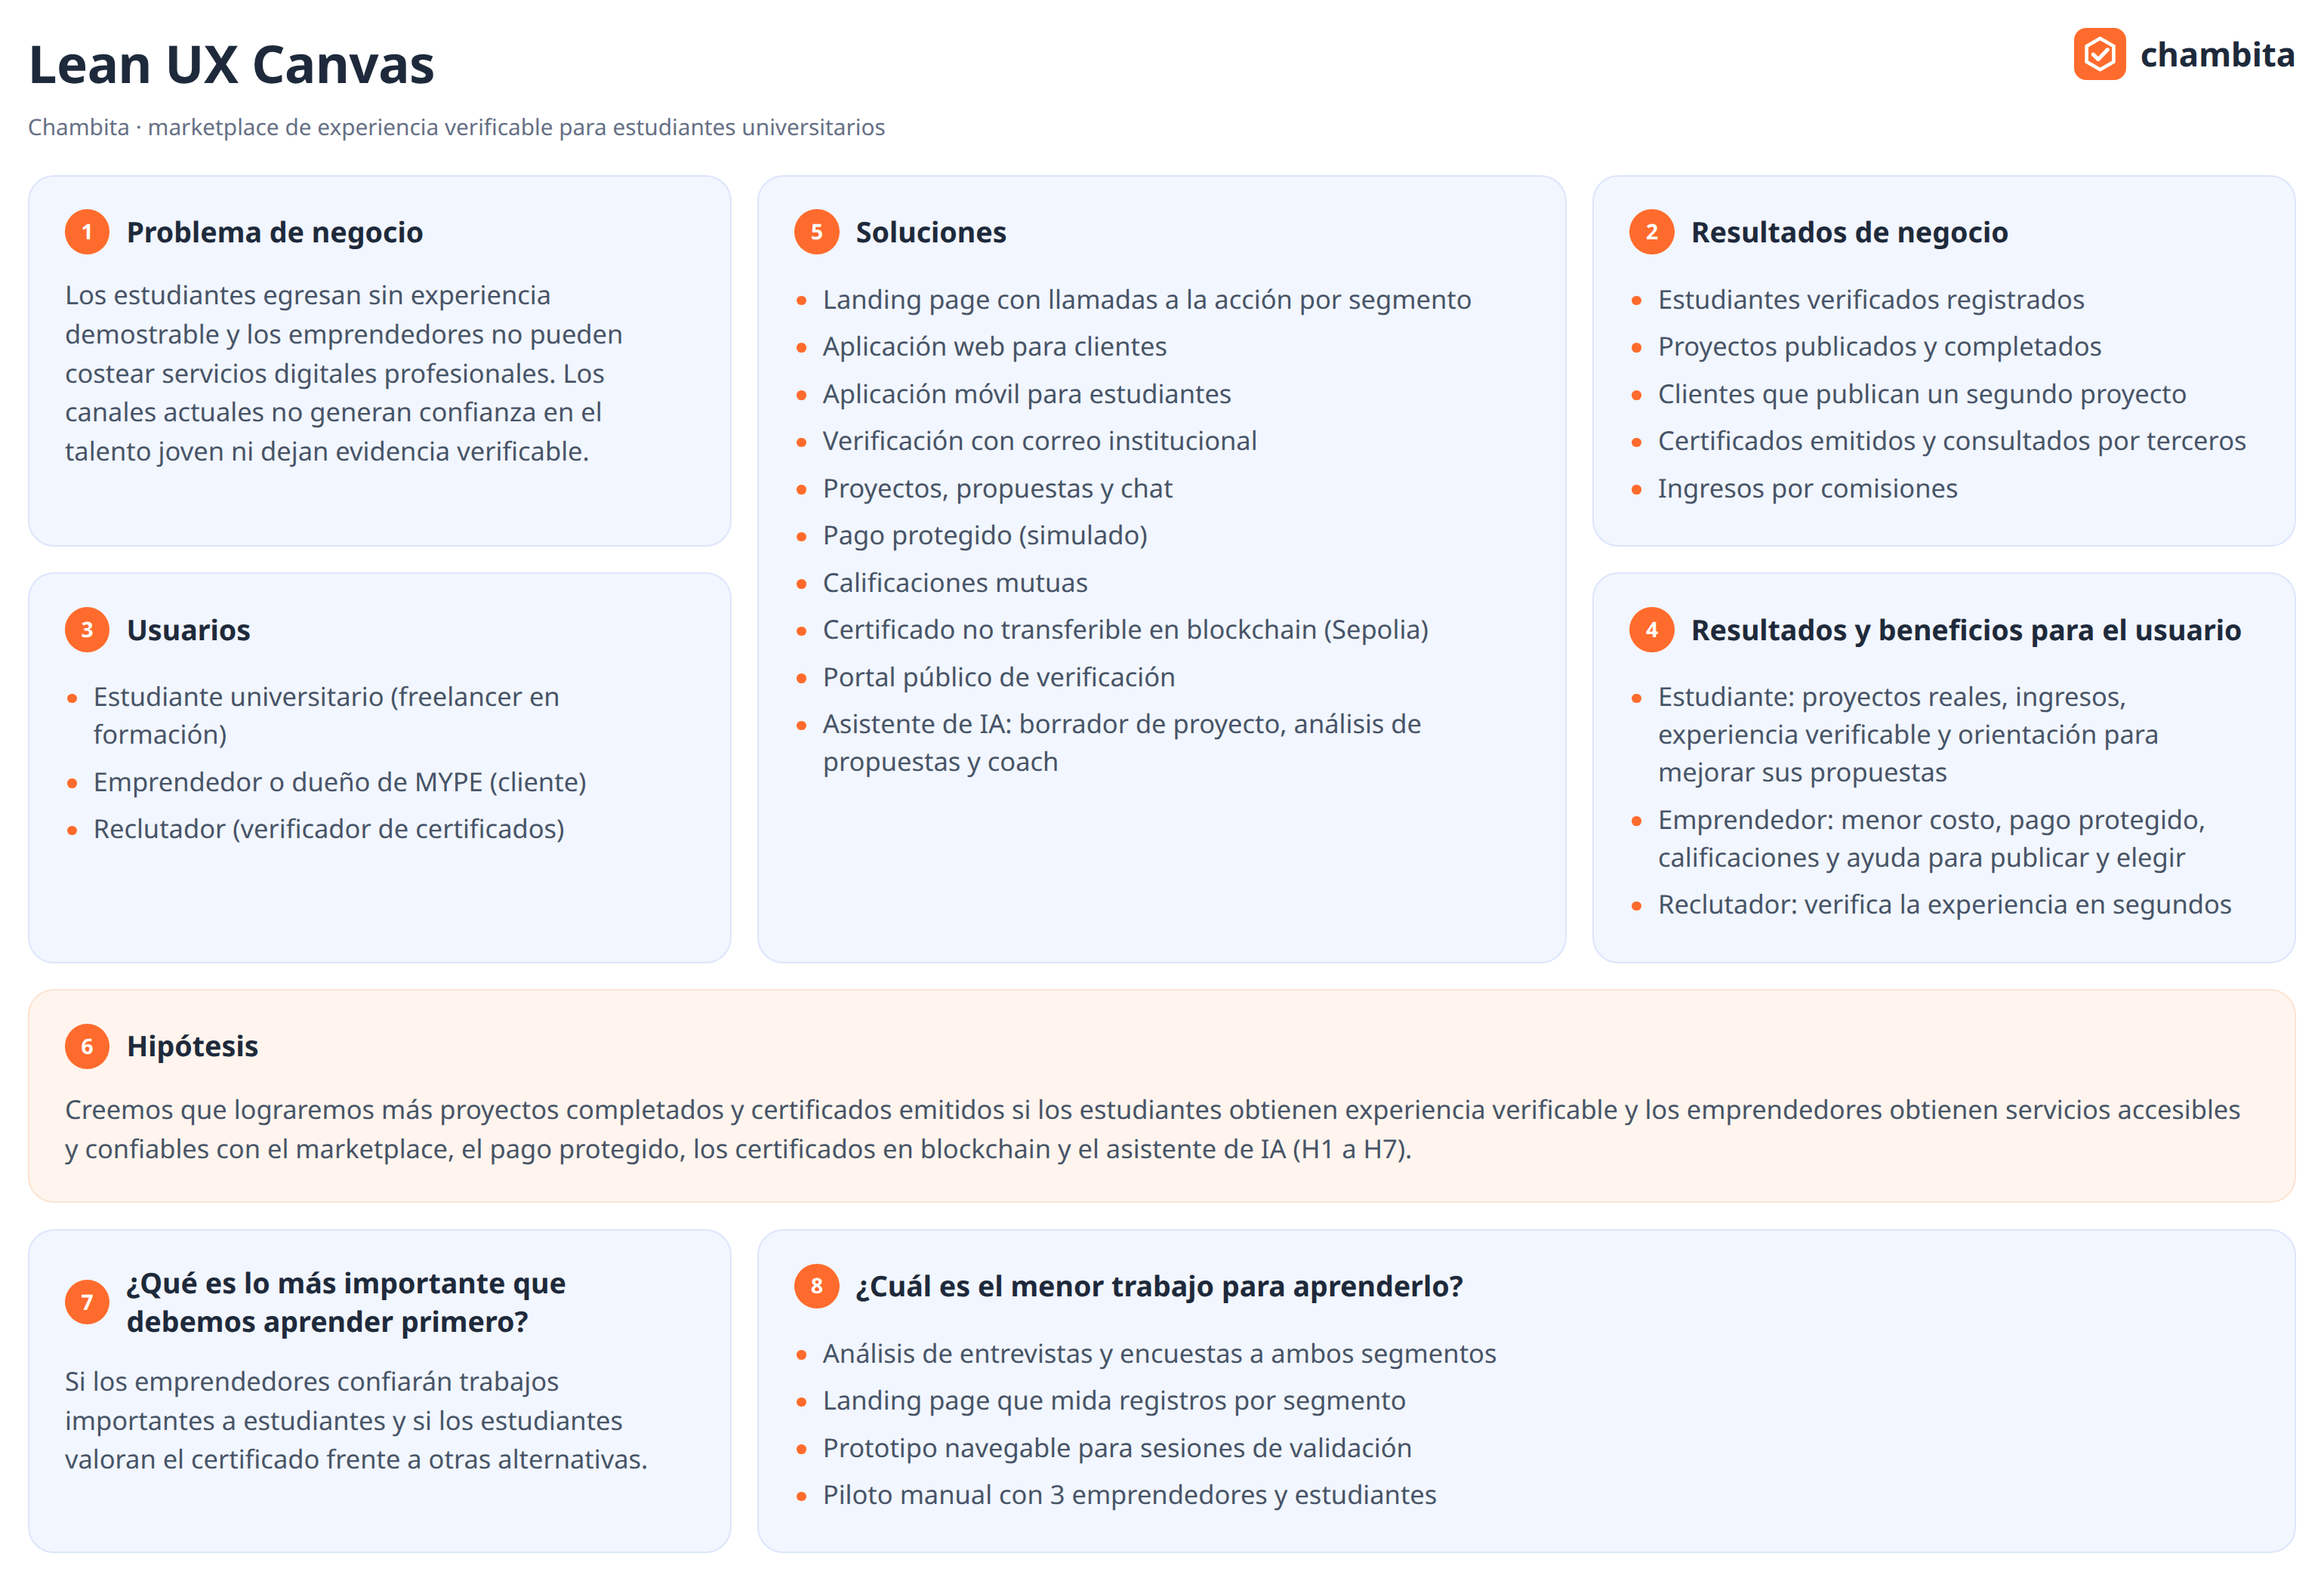 Lean UX Canvas
chambita
Chambita · marketplace de experiencia verificable para estudiantes universitarios
1 Problema de negocio
Los estudiantes egresan sin experiencia
demostrable y los emprendedores no pueden
costear servicios digitales profesionales. Los
canales actuales no generan confianza en el
talento joven ni dejan evidencia verificable.
5 Soluciones
Landing page con llamadas a la acción por segmento
Aplicación web para clientes
Aplicación móvil para estudiantes
Verificación con correo institucional
Proyectos, propuestas y chat
Pago protegido (simulado)
Calificaciones mutuas
Certificado no transferible en blockchain (Sepolia)
Portal público de verificación
Asistente de IA: borrador de proyecto, análisis de
propuestas y coach
2 Resultados de negocio
Estudiantes verificados registrados
Proyectos publicados y completados
Clientes que publican un segundo proyecto
Certificados emitidos y consultados por terceros
Ingresos por comisiones
3 Usuarios
Estudiante universitario (freelancer en
formación)
Emprendedor o dueño de MYPE (cliente)
Reclutador (verificador de certificados)
4 Resultados y beneficios para el usuario
Estudiante: proyectos reales, ingresos,
experiencia verificable y orientación para
mejorar sus propuestas
Emprendedor: menor costo, pago protegido,
calificaciones y ayuda para publicar y elegir
Reclutador: verifica la experiencia en segundos
6 Hipótesis
Creemos que lograremos más proyectos completados y certificados emitidos si los estudiantes obtienen experiencia verificable y los emprendedores obtienen servicios accesibles
y confiables con el marketplace, el pago protegido, los certificados en blockchain y el asistente de IA (H1 a H7).
7 ¿Qué es lo más importante que
debemos aprender primero?
Si los emprendedores confiarán trabajos
importantes a estudiantes y si los estudiantes
valoran el certificado frente a otras alternativas.
8 ¿Cuál es el menor trabajo para aprenderlo?
Análisis de entrevistas y encuestas a ambos segmentos
Landing page que mida registros por segmento
Prototipo navegable para sesiones de validación
Piloto manual con 3 emprendedores y estudiantes